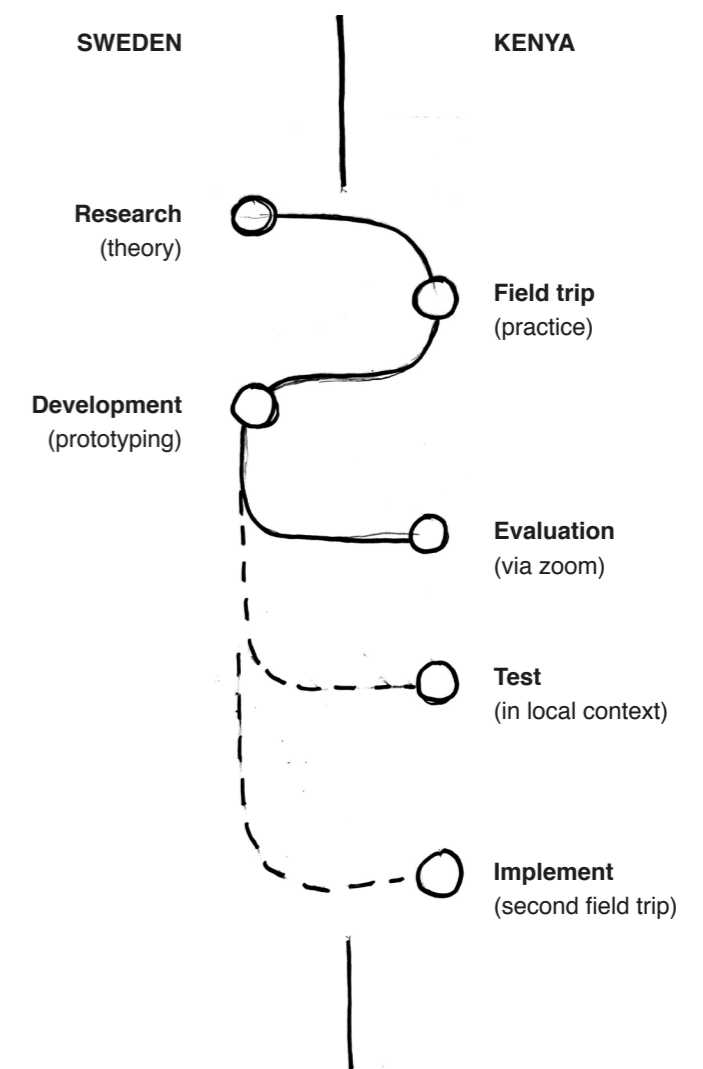 SWEDEN
KENYA
Research
(theory)
Field trip
(practice)
Development
(prototyping)
Evaluation
(via zoom)
Test
(in local context)
Implement
(second field trip)